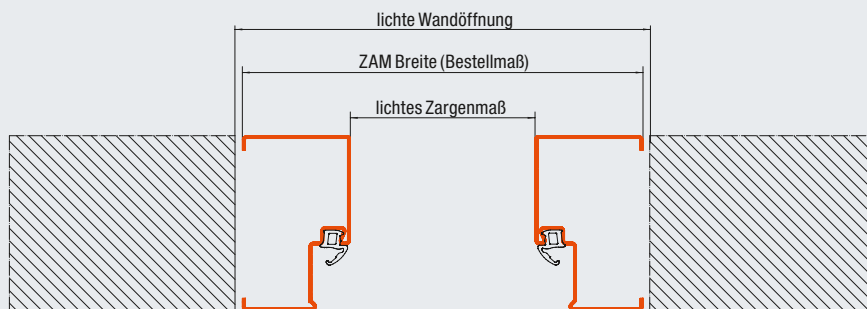 lichte Wandöffnung
ZAM Breite (Bestellmaß)
lichtes Zargenmaß